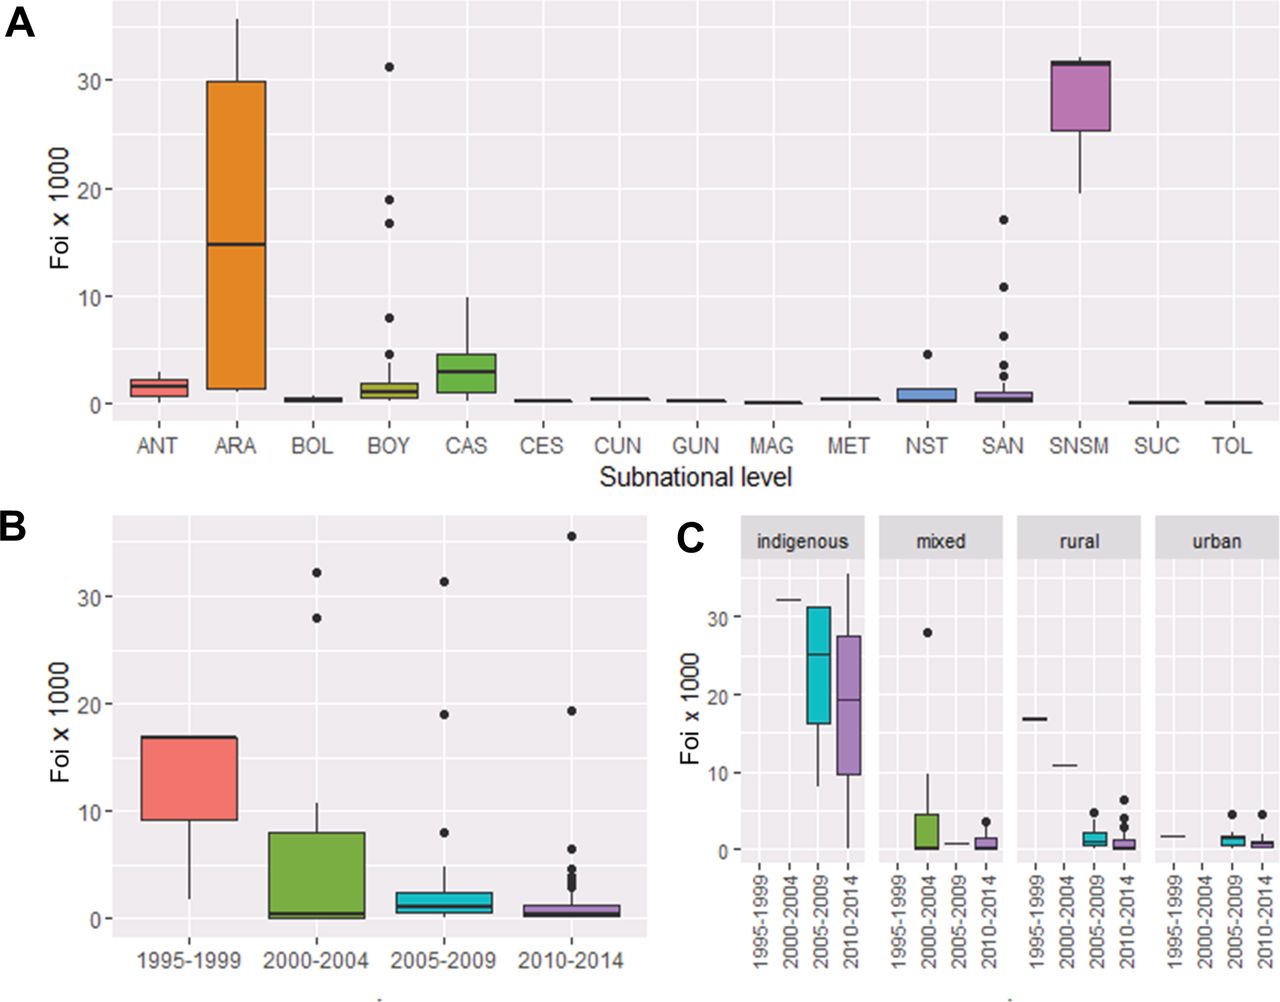 A
Foi x 1000
30
20
10
0
ANT ARA BOL BOY CAS CES CUN GUN MAG MET NST SAN SNSM SUC TOL
Subnational level
B
Foi x 1000
30
20
10
0
1995-1999 2000-2004 2005-2009 2010-2014
C
indigenous mixed rural urban
Foi x 1000
30
20
10
0
1995-1999 2000-2004 2005-2009 2010-2014 1995-1999 2000-2004 2005-2009 2010-2014 1995-1999 2000-2004 2005-2009 2010-2014 1995-1999 2000-2004 2005-2009 2010-2014